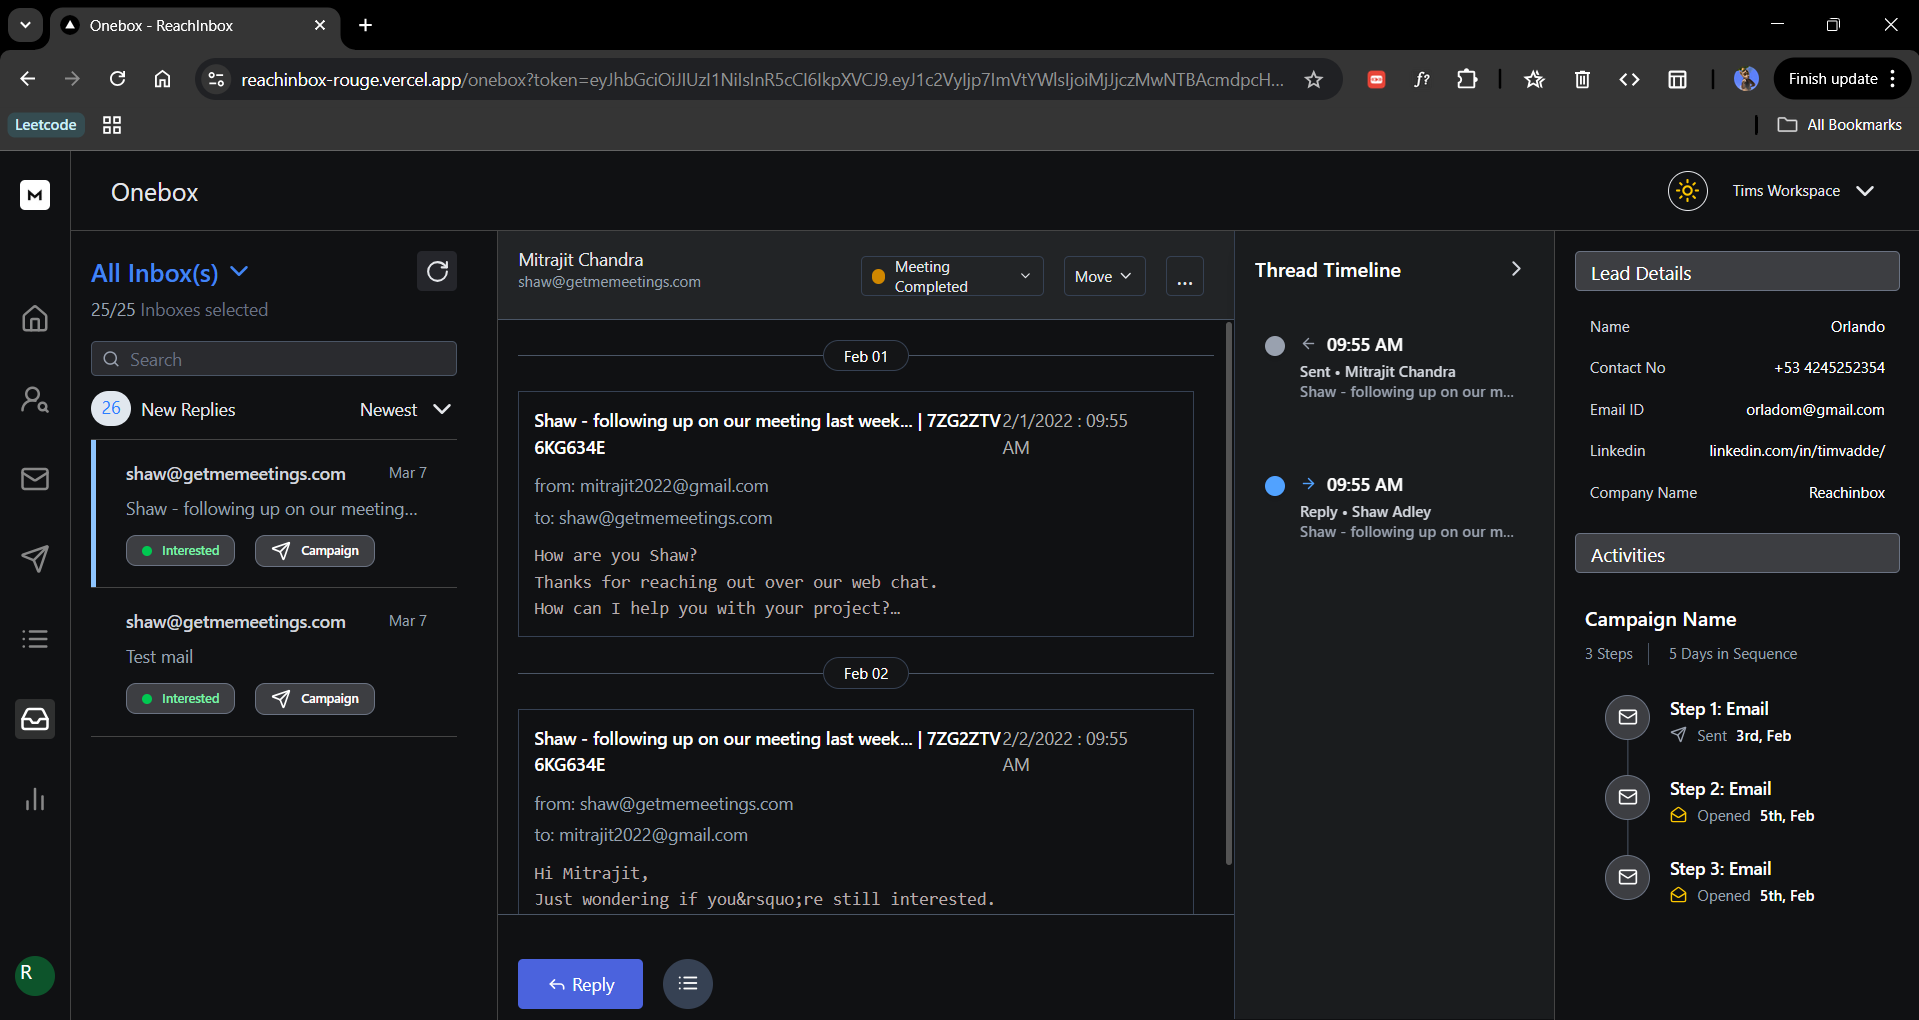 Onebox - ReachInbox
reachinbox-rouge.vercel.app/onebox?token=eyJhbGciOiJIUzI1NiIsInR5cCI6IkpXVCJ9.eyJ1c2VyIjp7ImVtYWlsIjoiMjJjczMwNTBAcmdpcH...
Finish update
Leetcode
All Bookmarks
M
Onebox
Tims Workspace
All Inbox(s)
25/25 Inboxes selected
Search
26 New Replies
Newest
shaw@getmemeetings.com Mar 7
Shaw - following up on our meeting...
Interested Campaign
shaw@getmemeetings.com Mar 7
Test mail
Interested Campaign
R
Mitrajit Chandra
shaw@getmemeetings.com
Meeting
Completed
Move
...
Feb 01
Shaw - following up on our meeting last week... | 7ZG2ZTV 2/1/2022 : 09:55
6KG634E AM
from: mitrajit2022@gmail.com
to: shaw@getmemeetings.com
How are you Shaw?
Thanks for reaching out over our web chat.
How can I help you with your project?…
Feb 02
Shaw - following up on our meeting last week... | 7ZG2ZTV 2/2/2022 : 09:55
6KG634E AM
from: shaw@getmemeetings.com
to: mitrajit2022@gmail.com
Hi Mitrajit,
Just wondering if you&rsquo;re still interested.
Reply
Thread Timeline
09:55 AM
Sent • Mitrajit Chandra
Shaw - following up on our m...
09:55 AM
Reply • Shaw Adley
Shaw - following up on our m...
Lead Details
Name Orlando
Contact No +53 4245252354
Email ID orladom@gmail.com
Linkedin linkedin.com/in/timvadde/
Company Name Reachinbox
Activities
Campaign Name
3 Steps 5 Days in Sequence
Step 1: Email
Sent 3rd, Feb
Step 2: Email
Opened 5th, Feb
Step 3: Email
Opened 5th, Feb